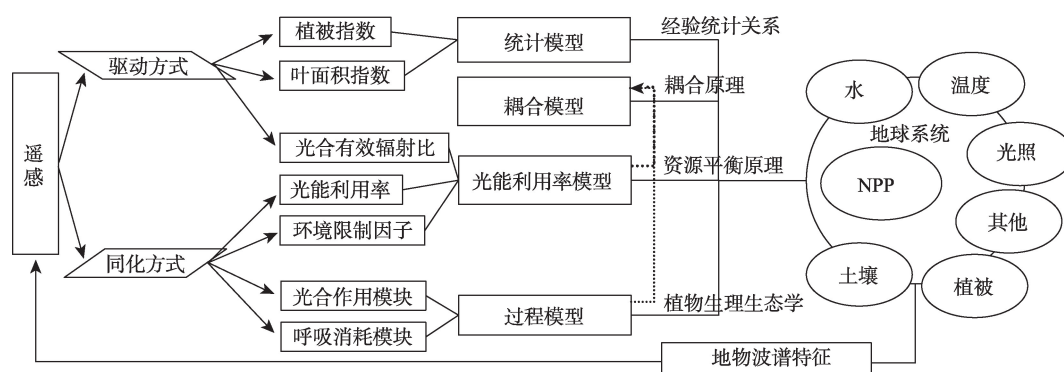 遥感
驱动方式
同化方式
植被指数
叶面积指数
光合有效辐射比
光能利用率
环境限制因子
光合作用模块
呼吸消耗模块
统计模型
耦合模型
光能利用率模型
过程模型
经验统计关系
耦合原理
资源平衡原理
植物生理生态学
水
温度
地球系统
光照
NPP
其他
土壤
植被
地物波谱特征